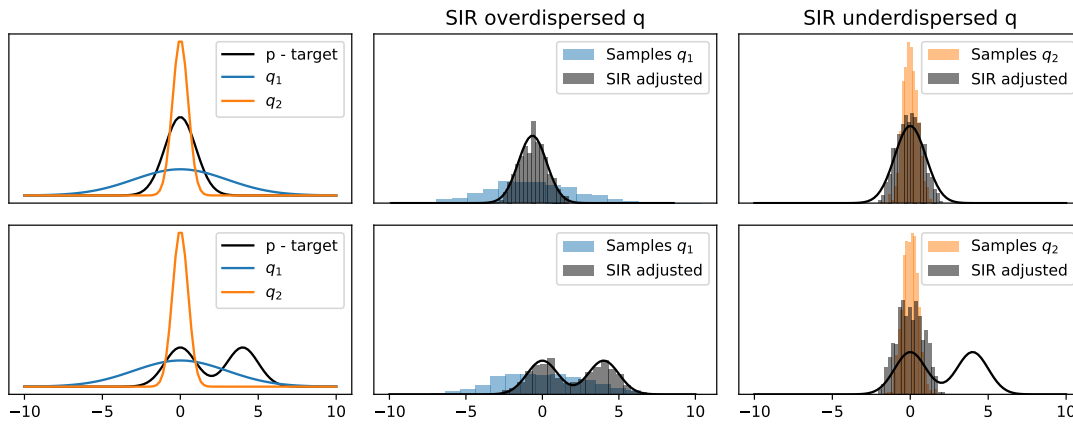 SIR overdispersed q
SIR underdispersed q
p - target
q₁
q₂
Samples q₁
SIR adjusted
Samples q₂
SIR adjusted
p - target
q₁
q₂
Samples q₁
SIR adjusted
Samples q₂
SIR adjusted
−10 −5 0 5 10
−10 −5 0 5 10
−10 −5 0 5 10